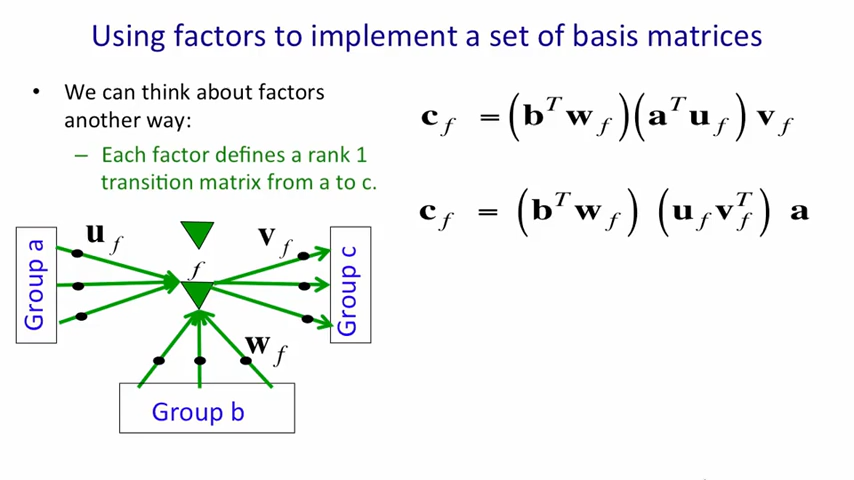 Using factors to implement a set of basis matrices
• We can think about factors
another way:
– Each factor defines a rank 1
transition matrix from a to c.
c_f = (b^T w_f)(a^T u_f) v_f
c_f = (b^T w_f) (u_f v_f^T) a
u_f
v_f
f
Group a
Group c
w_f
Group b